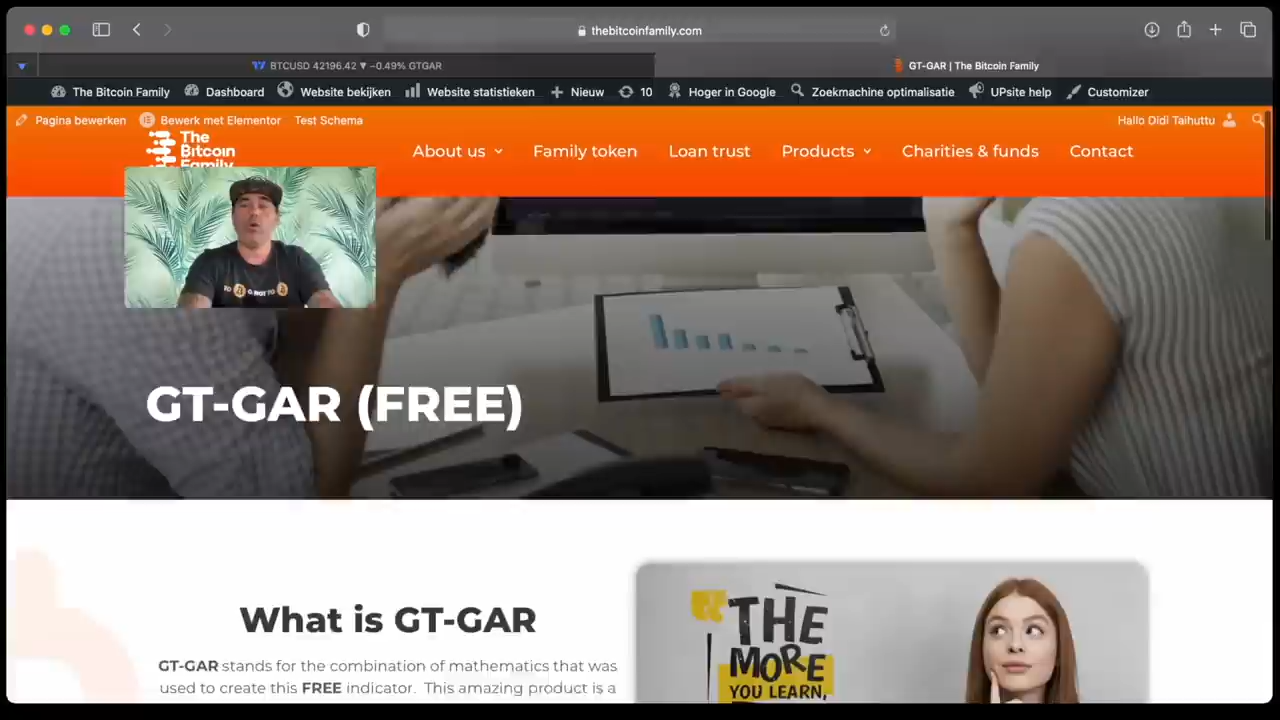 thebitcoinfamily.com
BTCUSD 42196.42 ▼ −0.49% GTGAR
GT-GAR | The Bitcoin Family
The Bitcoin Family
Dashboard
Website bekijken
Website statistieken
Nieuw
10
Hoger in Google
Zoekmachine optimalisatie
UPsite help
Customizer
Pagina bewerken
Bewerk met Elementor
Test Schema
Hallo Didi Taihuttu
The
Bitcoin
Family
About us
Family token
Loan trust
Products
Charities & funds
Contact
GT-GAR (FREE)
What is GT-GAR
GT-GAR stands for the combination of mathematics that was
used to create this FREE indicator. This amazing product is a
THE
MORE
YOU LEARN,